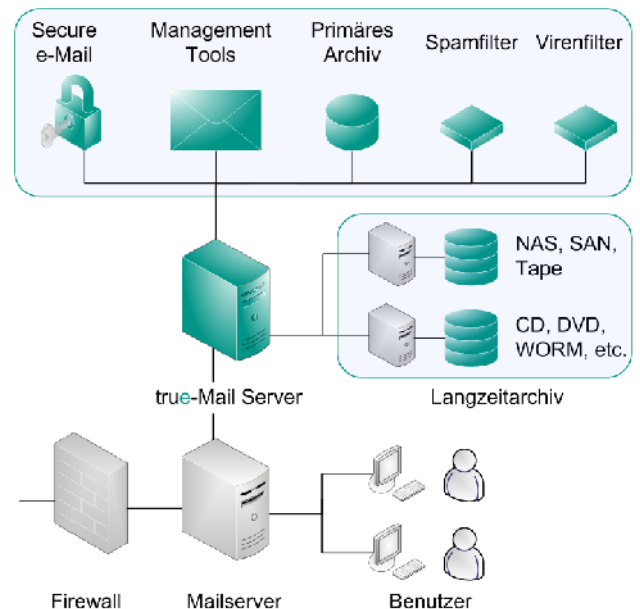 Secure
e-Mail
Management
Tools
Primäres
Archiv
Spamfilter
Virenfilter
NAS, SAN,
Tape
CD, DVD,
WORM, etc.
true-Mail Server
Langzeitarchiv
Firewall
Mailserver
Benutzer